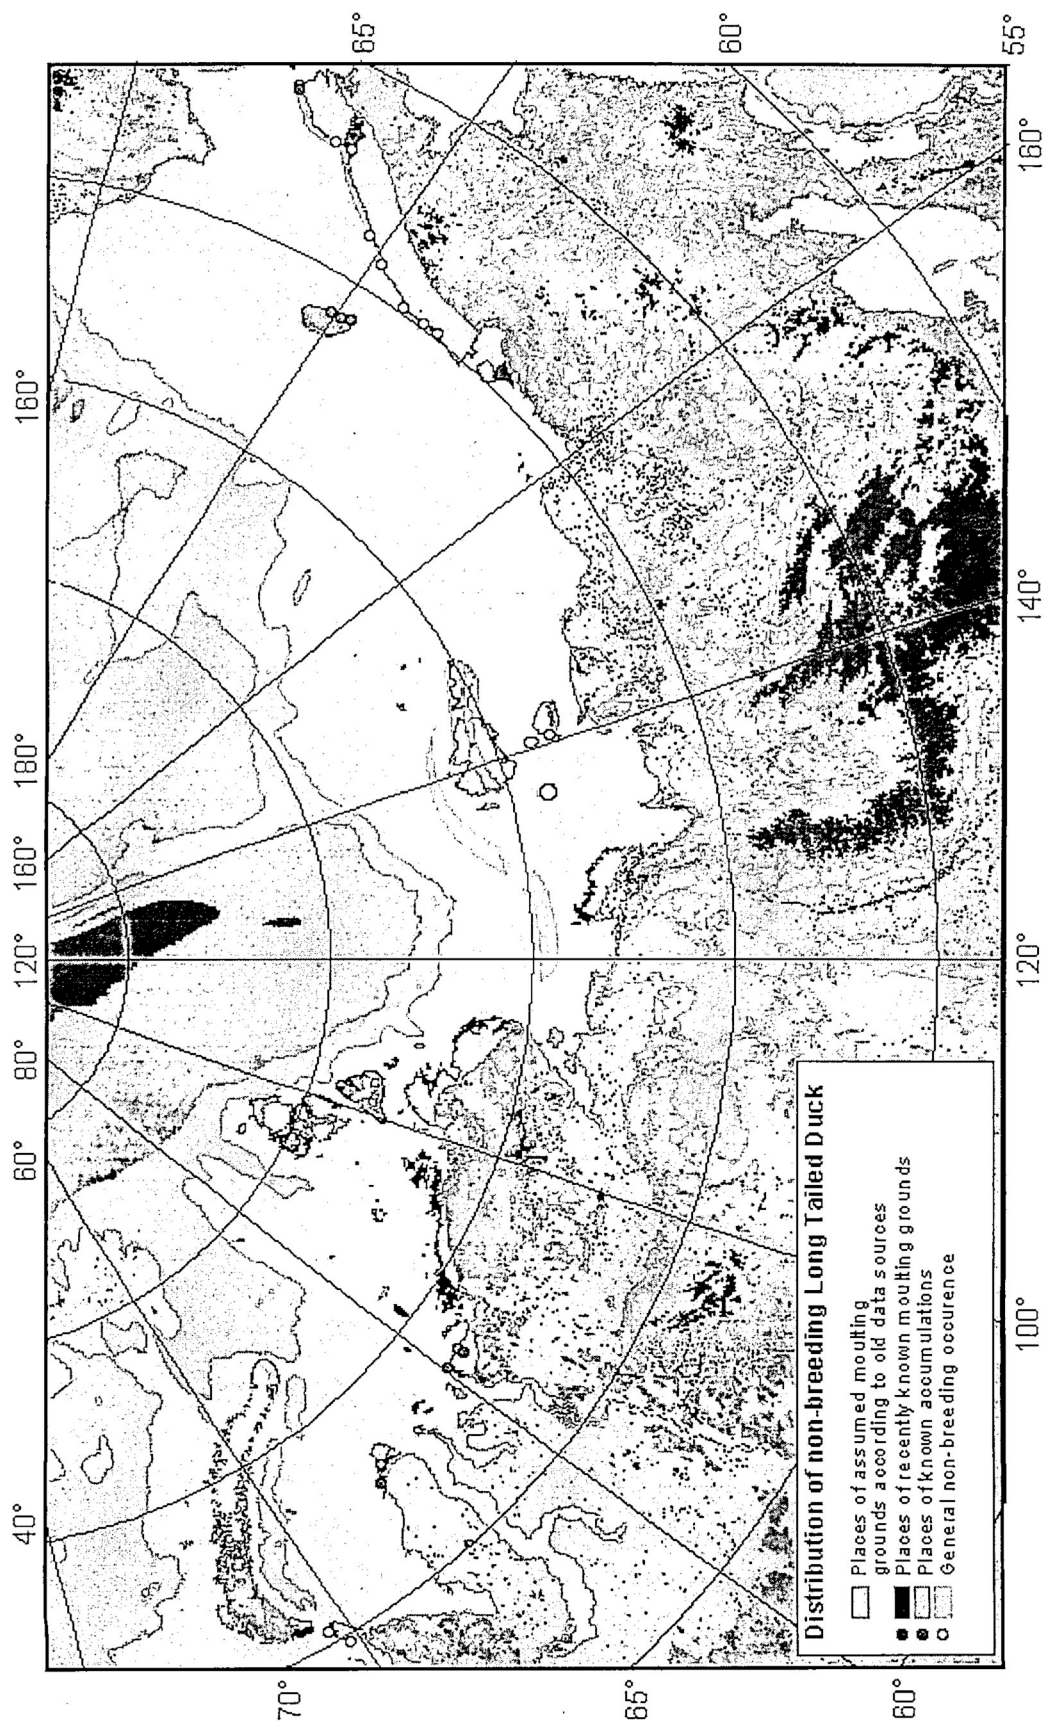 40° 60° 80° 120° 160° 180° 160°
70°
65°
60°
65°
60°
55°
Distribution of non-breeding Long Tailed Duck
Places of assumed moulting
grounds according to old data sources
Places of recently known moulting grounds
Places of known accumulations
General non-breeding occurence
100° 120° 140° 160°